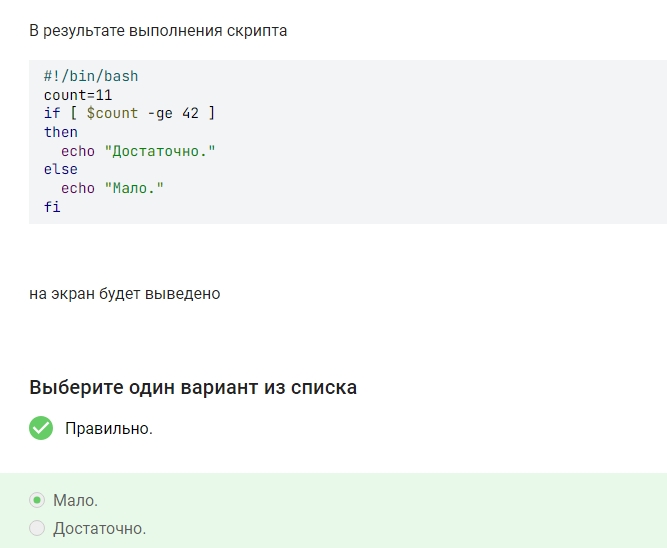 В результате выполнения скрипта
#!/bin/bash
count=11
if [ $count -ge 42 ]
then
  echo "Достаточно."
else
  echo "Мало."
fi
на экран будет выведено
Выберите один вариант из списка
Правильно.
Мало.
Достаточно.